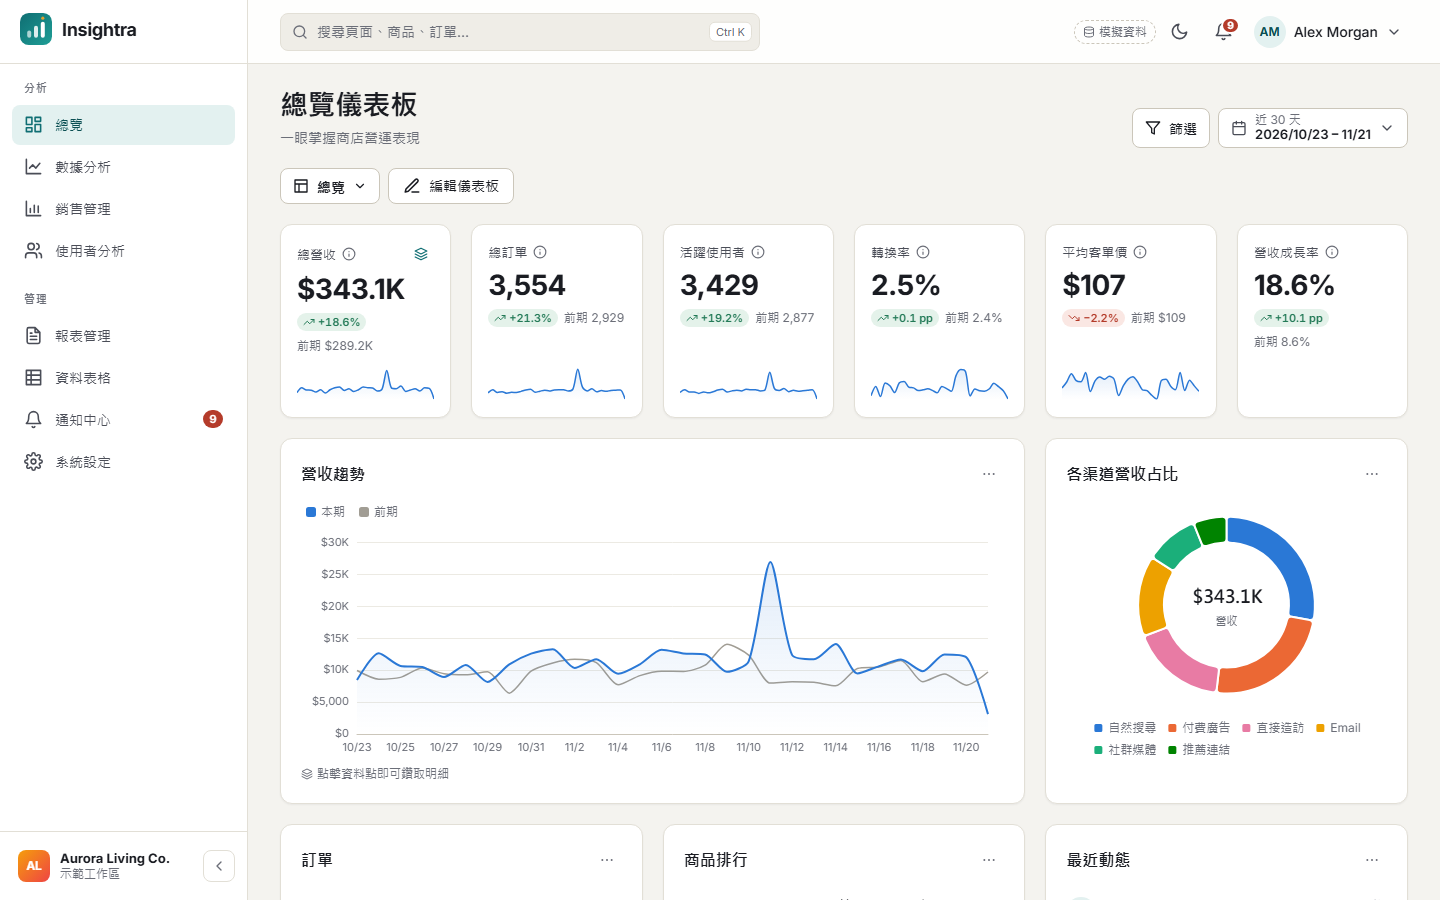 Insightra
搜尋頁面、商品、訂單...
Ctrl K
模擬資料
9
AM
Alex Morgan
分析
總覽
數據分析
銷售管理
使用者分析
管理
報表管理
資料表格
通知中心
9
系統設定
AL
Aurora Living Co.
示範工作區
總覽儀表板
一眼掌握商店營運表現
篩選
近 30 天
2026/10/23 – 11/21
總覽
編輯儀表板
總營收
$343.1K
+18.6%
前期 $289.2K
總訂單
3,554
+21.3%
前期 2,929
活躍使用者
3,429
+19.2%
前期 2,877
轉換率
2.5%
+0.1 pp
前期 2.4%
平均客單價
$107
−2.2%
前期 $109
營收成長率
18.6%
+10.1 pp
前期 8.6%
營收趨勢
本期
前期
$30K
$25K
$20K
$15K
$10K
$5,000
$0
10/23 10/25 10/27 10/29 10/31 11/2 11/4 11/6 11/8 11/10 11/12 11/14 11/16 11/18 11/20
點擊資料點即可鑽取明細
各渠道營收占比
$343.1K
營收
自然搜尋 付費廣告 直接造訪 Email
社群媒體 推薦連結
訂單
商品排行
最近動態